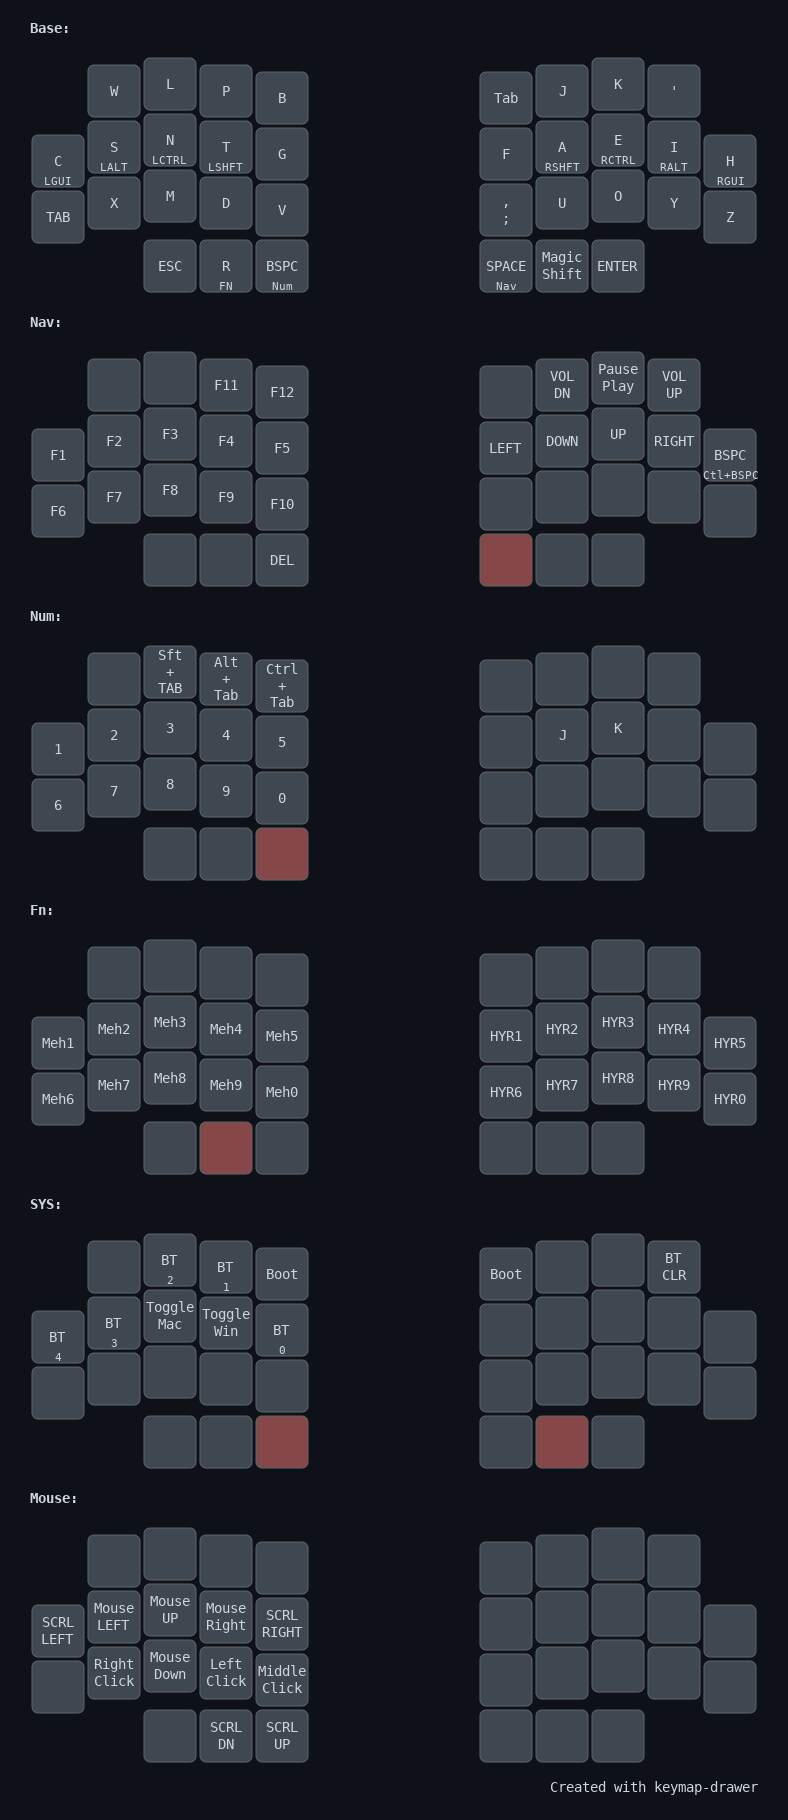 Base:
W L P B Tab J K '
C S N T G F A E I H
LGUI LALT LCTRL LSHFT RSHFT RCTRL RALT RGUI
TAB X M D V , U O Y Z
;
ESC R BSPC SPACE Magic Shift ENTER
FN Num Nav
Nav:
F11 F12 VOL DN Pause Play VOL UP
F1 F2 F3 F4 F5 LEFT DOWN UP RIGHT BSPC
Ctl+BSPC
F6 F7 F8 F9 F10
DEL
Num:
Sft + TAB Alt + Tab Ctrl + Tab
1 2 3 4 5 J K
6 7 8 9 0
Fn:
Meh1 Meh2 Meh3 Meh4 Meh5 HYR1 HYR2 HYR3 HYR4 HYR5
Meh6 Meh7 Meh8 Meh9 Meh0 HYR6 HYR7 HYR8 HYR9 HYR0
SYS:
BT 2 BT 1 Boot Boot BT CLR
BT 4 BT 3 Toggle Mac Toggle Win BT 0
Mouse:
SCRL LEFT Mouse LEFT Mouse UP Mouse Right SCRL RIGHT
Right Click Mouse Down Left Click Middle Click
SCRL DN SCRL UP
Created with keymap-drawer